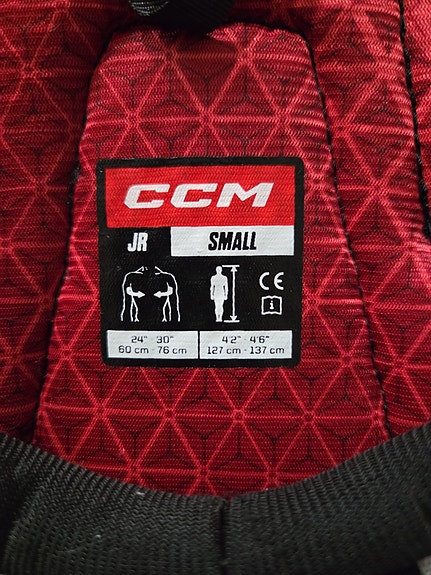 CCM
JR SMALL
CE
i
24" - 30" 4'2" - 4'6"
60 cm - 76 cm 127 cm - 137 cm